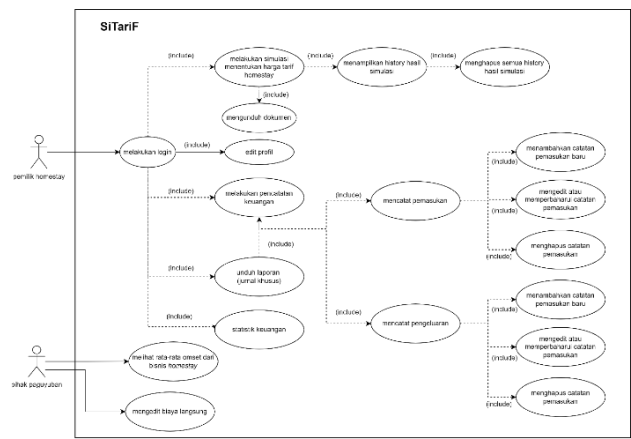 SiTariF
(include)
melakukan simulasi
menentukan harga tarif
homestay
(include)
menampilkan history hasil
simulasi
(include)
menghapus semua history
hasil simulasi
(include)
mengunduh dokumen
pemilik homestay
melakukan login
(include)
edit profil
(include)
melakukan pencatatan
keuangan
(include)
(include)
mencatat pemasukan
(include)
menambahkan catatan
pemasukan baru
(include)
mengedit atau
memperbanarui catatan
pemasukan
(include)
menghapus catatan
pemasukan
(include)
unduh laporan
(jurnal khusus)
(include)
statistik keuangan
(include)
mencatat pengeluaran
(include)
menambahkan catatan
pemasukan baru
(include)
mengedit atau
memperbanarui catatan
pemasukan
(include)
menghapus catatan
pemasukan
pihak paguyuban
melihat rata-rata omset dari
bisnis homestay
mengedit biaya langsung